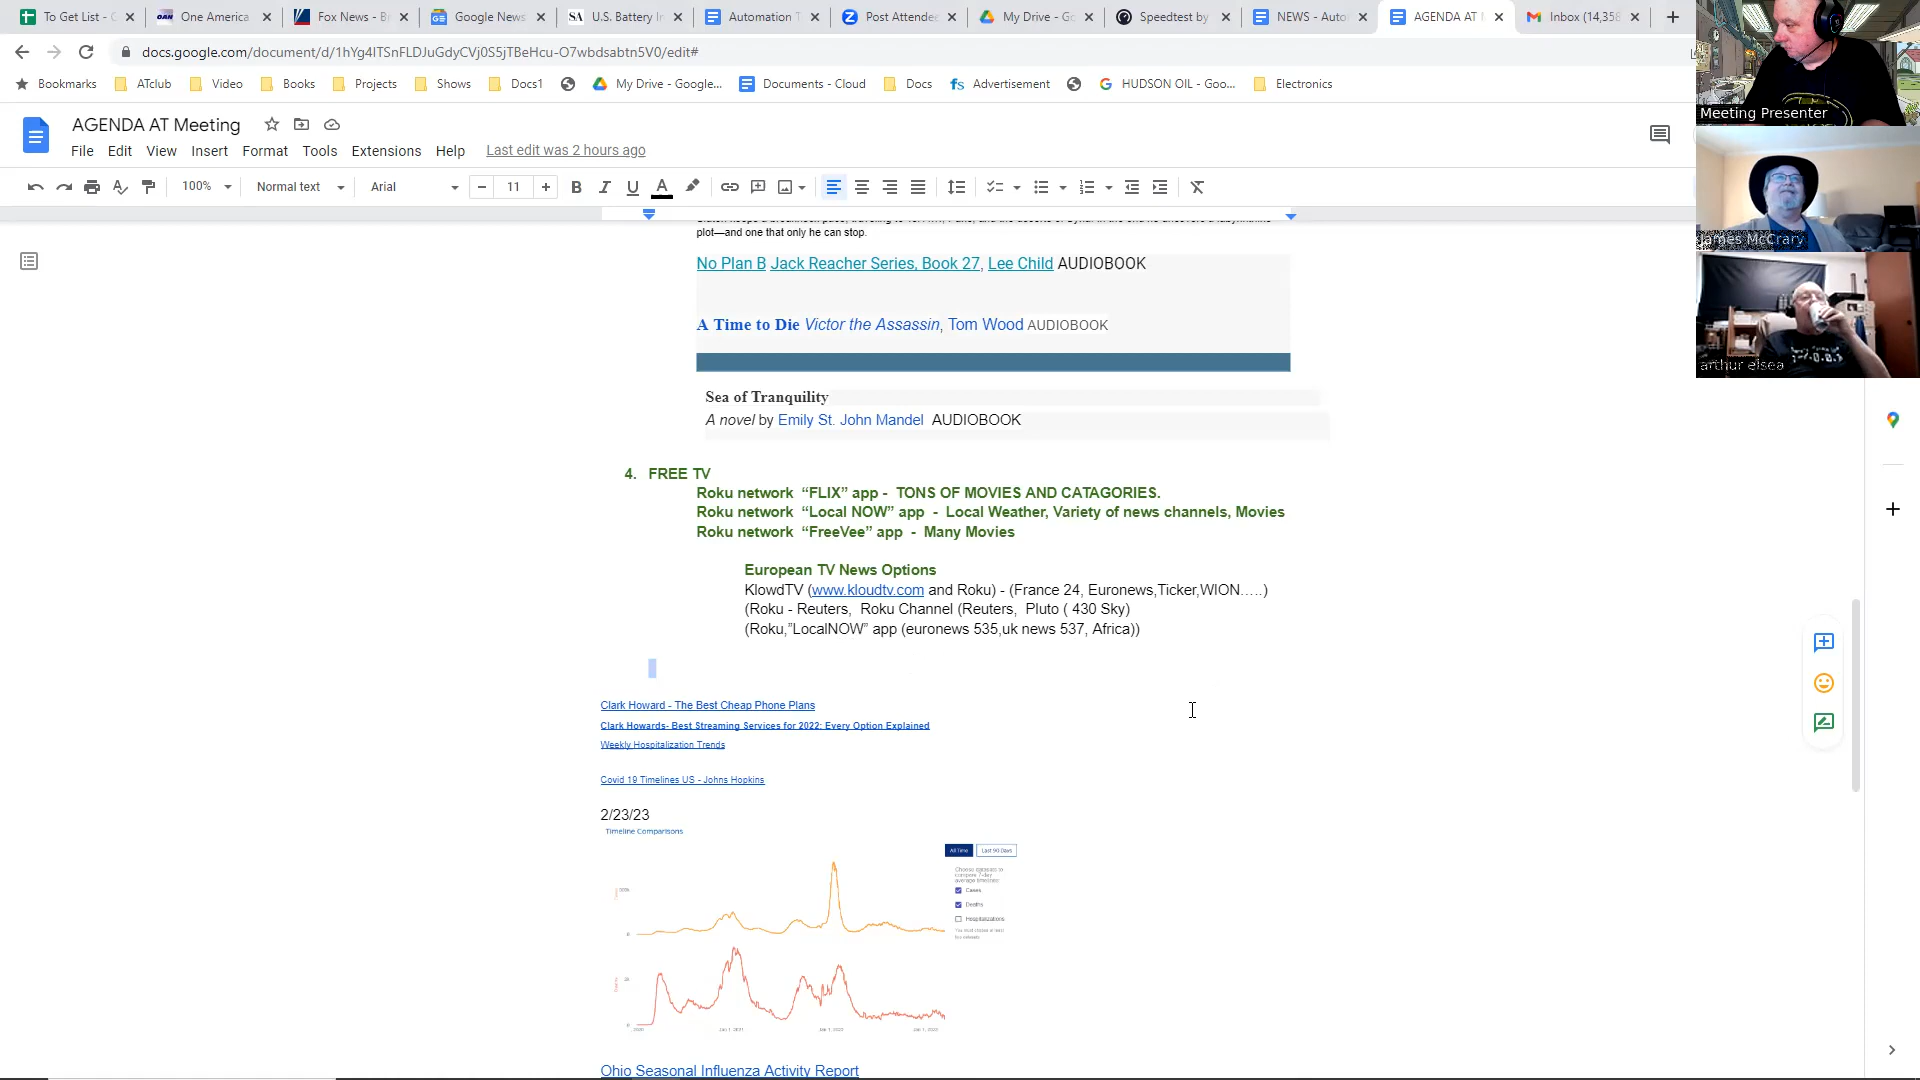 To Get List - C
One America
Fox News - B
Google News
U.S. Battery I
Automation T
Post Attende
My Drive - Go
Speedtest by
NEWS - Auto
AGENDA AT
Inbox (14,358
docs.google.com/document/d/1hYg4ITSnFLDJuGdyCVj0S5jTBeHcu-O7wbdsabtn5V0/edit#
Bookmarks
ATclub
Video
Books
Projects
Shows
Docs1
My Drive - Google...
Documents - Cloud
Docs
Advertisement
HUDSON OIL - Goo...
Electronics
AGENDA AT Meeting
File Edit View Insert Format Tools Extensions Help Last edit was 2 hours ago
100% Normal text Arial 11
plot—and one that only he can stop.
No Plan B Jack Reacher Series, Book 27, Lee Child AUDIOBOOK
A Time to Die Victor the Assassin, Tom Wood AUDIOBOOK
Sea of Tranquility
A novel by Emily St. John Mandel AUDIOBOOK
4. FREE TV
Roku network “FLIX” app - TONS OF MOVIES AND CATAGORIES.
Roku network “Local NOW” app - Local Weather, Variety of news channels, Movies
Roku network “FreeVee” app - Many Movies
European TV News Options
KlowdTV (www.kloudtv.com and Roku) - (France 24, Euronews,Ticker,WION.....)
(Roku - Reuters, Roku Channel (Reuters, Pluto ( 430 Sky)
(Roku,”LocalNOW” app (euronews 535,uk news 537, Africa))
Clark Howard - The Best Cheap Phone Plans
Clark Howards- Best Streaming Services for 2022: Every Option Explained
Weekly Hospitalization Trends
Covid 19 Timelines US - Johns Hopkins
2/23/23
Timeline Comparisons
All Time
Last 90 Days
Cases
Deaths
Hospitalizations
Ohio Seasonal Influenza Activity Report
Meeting Presenter
James McCrary
arthur elsea